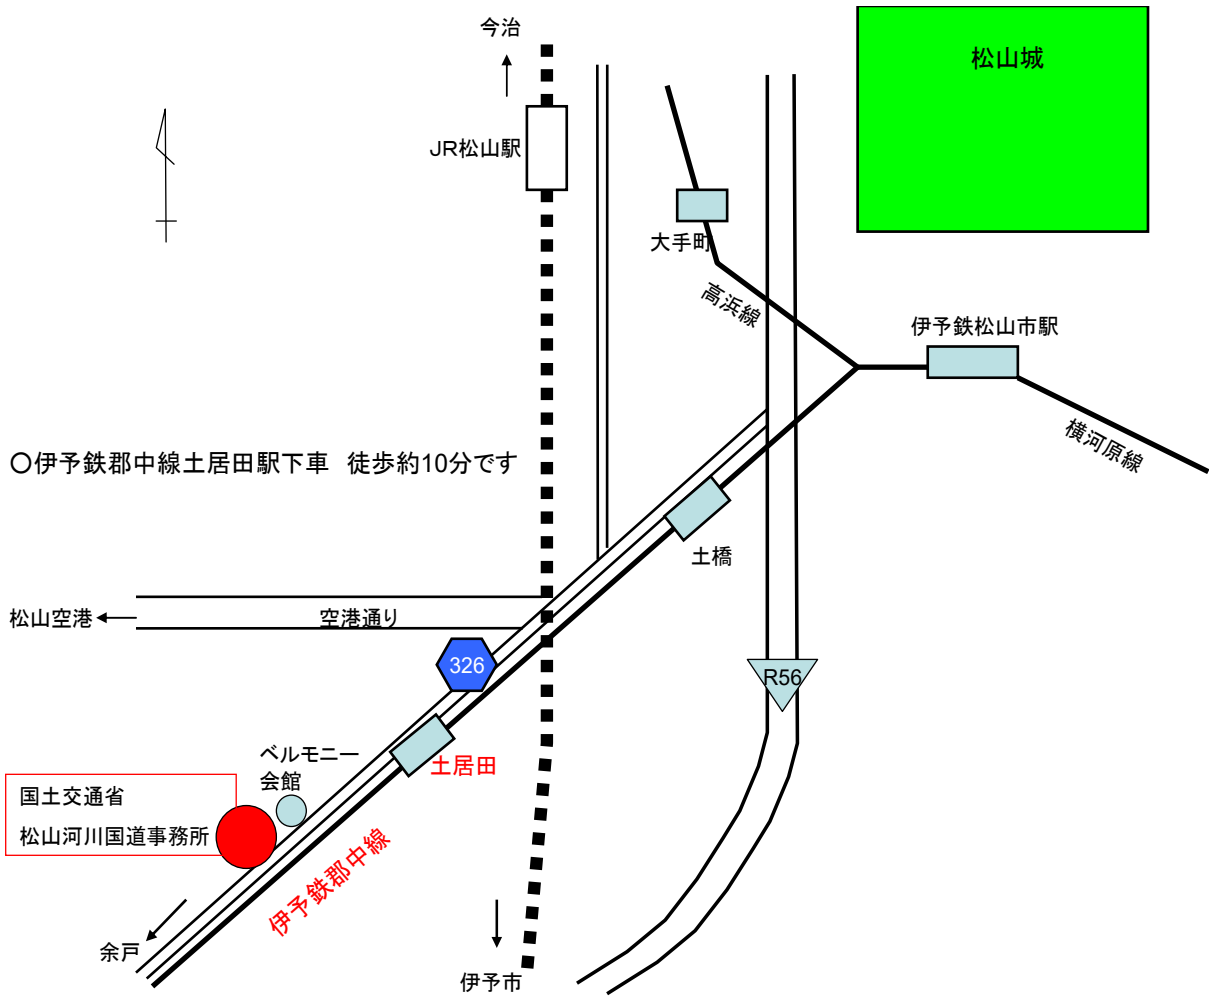 今治
松山城
JR松山駅
大手町
高浜線
伊予鉄松山市駅
横河原線
〇伊予鉄郡中線土居田駅下車 徒歩約10分です
土橋
松山空港
空港通り
326
R56
ベルモニー
会館
土居田
国土交通省
松山河川国道事務所
伊予鉄郡中線
余戸
伊予市